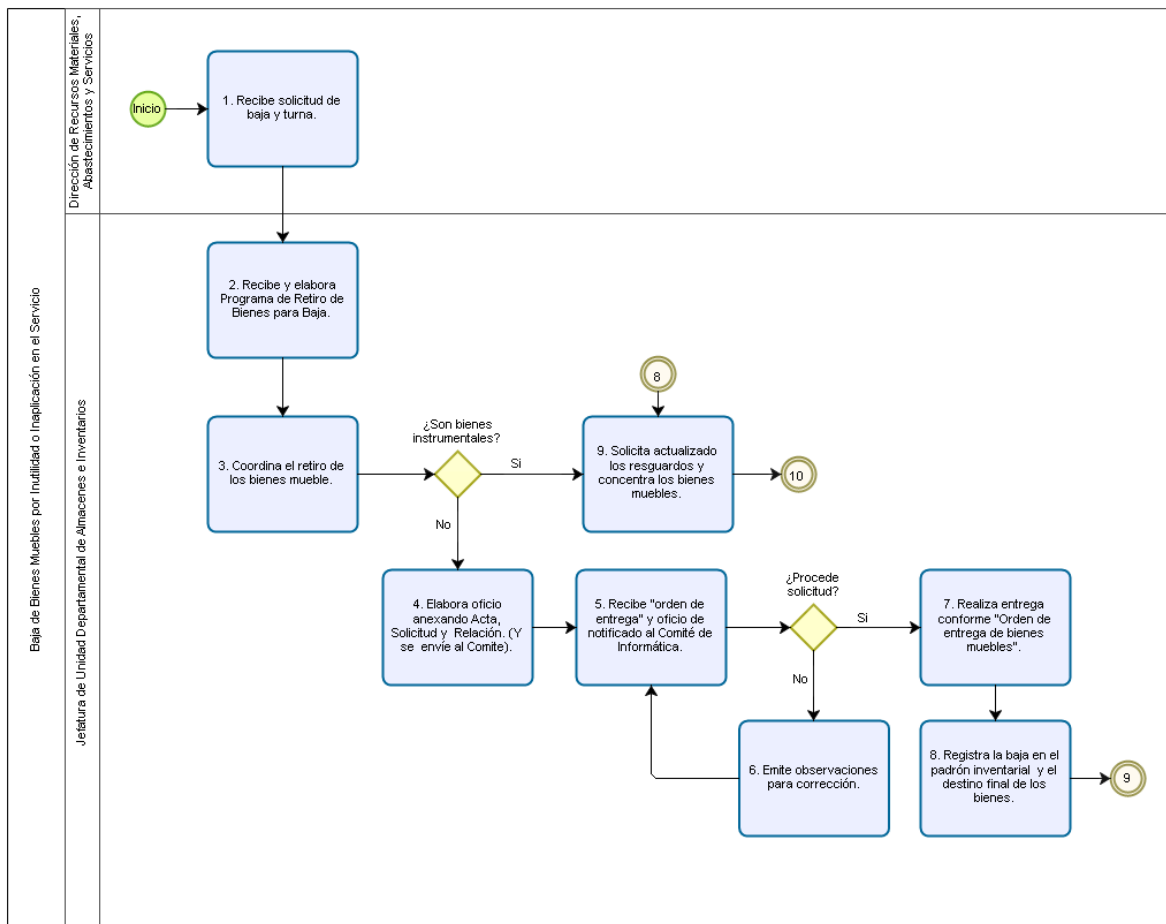 Baja de Bienes Muebles por Inutilidad o Inaplicación en el Servicio
Dirección de Recursos Materiales,
Abastecimientos y Servicios
Inicio
1. Recibe solicitud de
baja y turna.
Jefatura de Unidad Departamental de Almacenes e Inventarios
2. Recibe y elabora
Programa de Retiro de
Bienes para Baja.
3. Coordina el retiro de
los bienes mueble.
¿Son bienes
instrumentales?
Si
No
8
9. Solicita actualizado
los resguardos y
concentra los bienes
muebles.
10
4. Elabora oficio
anexando Acta,
Solicitud y Relación. (Y
se envíe al Comite).
5. Recibe "orden de
entrega" y oficio de
notificado al Comité de
Informática.
¿Procede
solicitud?
Si
No
7. Realiza entrega
conforme "Orden de
entrega de bienes
muebles".
6. Emite observaciones
para corrección.
8. Registra la baja en el
padrón inventarial y el
destino final de los
bienes.
9